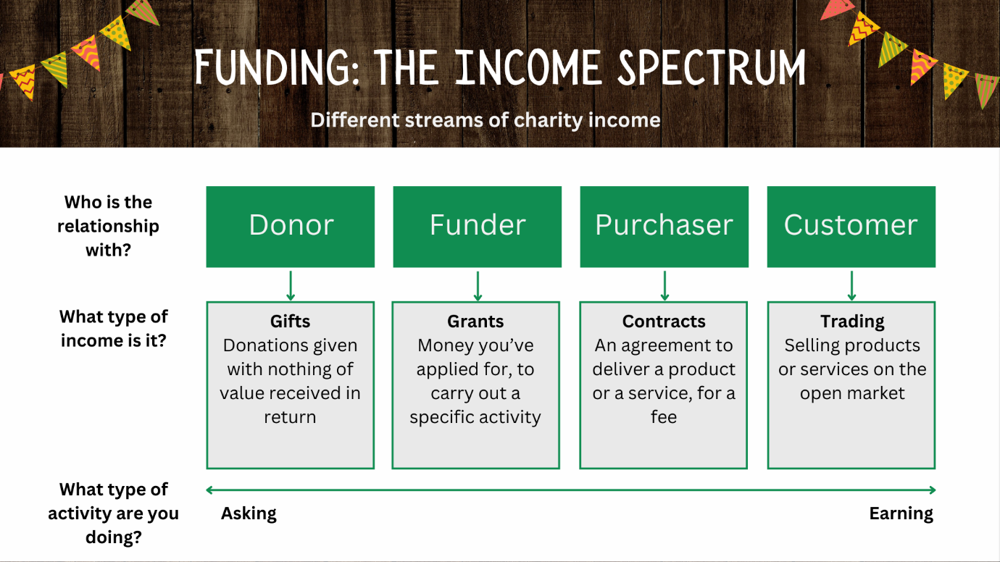 FUNDING: THE INCOME SPECTRUM
Different streams of charity income
Who is the
relationship
with?
Donor
Funder
Purchaser
Customer
What type of
income is it?
Gifts
Donations given
with nothing of
value received in
return
Grants
Money you’ve
applied for, to
carry out a
specific activity
Contracts
An agreement to
deliver a product
or a service, for a
fee
Trading
Selling products
or services on the
open market
What type of
activity are you
doing?
Asking
Earning